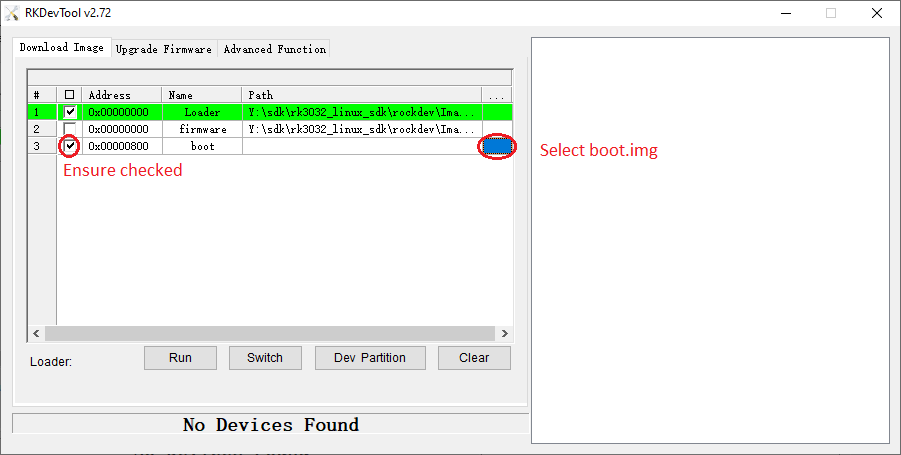 RKDevTool v2.72
Download Image Upgrade Firmware Advanced Function
# Address Name Path ...
1 0x00000000 Loader Y:\sdk\rk3032_linux_sdk\rockdev\Ima...
2 0x00000000 firmware Y:\sdk\rk3032_linux_sdk\rockdev\Ima...
3 0x00000800 boot
Select boot.img
Ensure checked
Loader: Run Switch Dev Partition Clear
No Devices Found